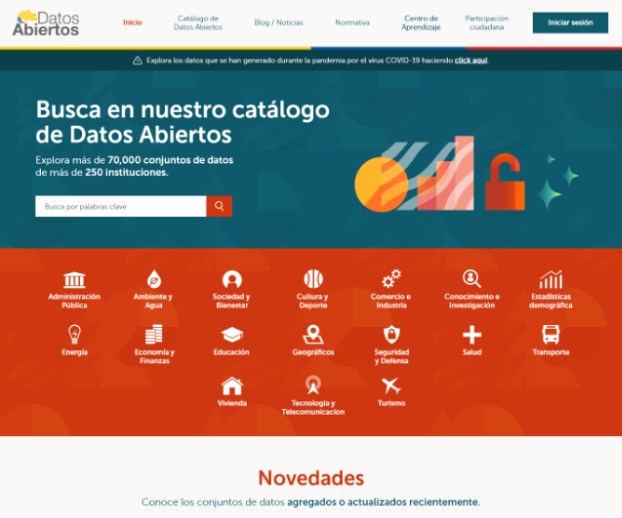 Datos
Abiertos
Inicio
Catálogo de
Datos Abiertos
Blog / Noticias
Normativa
Centro de
Aprendizaje
Participación
ciudadana
Iniciar sesión
Explora los datos que se han generado durante la pandemia por el virus COVID-19 haciendo click aquí.
Busca en nuestro catálogo
de Datos Abiertos
Explora más de 70,000 conjuntos de datos
de más de 250 instituciones.
Busca por palabras clave
Administración
Pública
Ambiente y
Agua
Sociedad y
Bienestar
Cultura y
Deporte
Comercio e
Industria
Conocimiento e
Investigación
Estadísticas
demográfica
Energía
Economía y
Finanzas
Educación
Geográficos
Seguridad
y Defensa
Salud
Transporte
Vivienda
Tecnología y
Telecomunicacion
Turismo
Novedades
Conoce los conjuntos de datos agregados o actualizados recientemente.